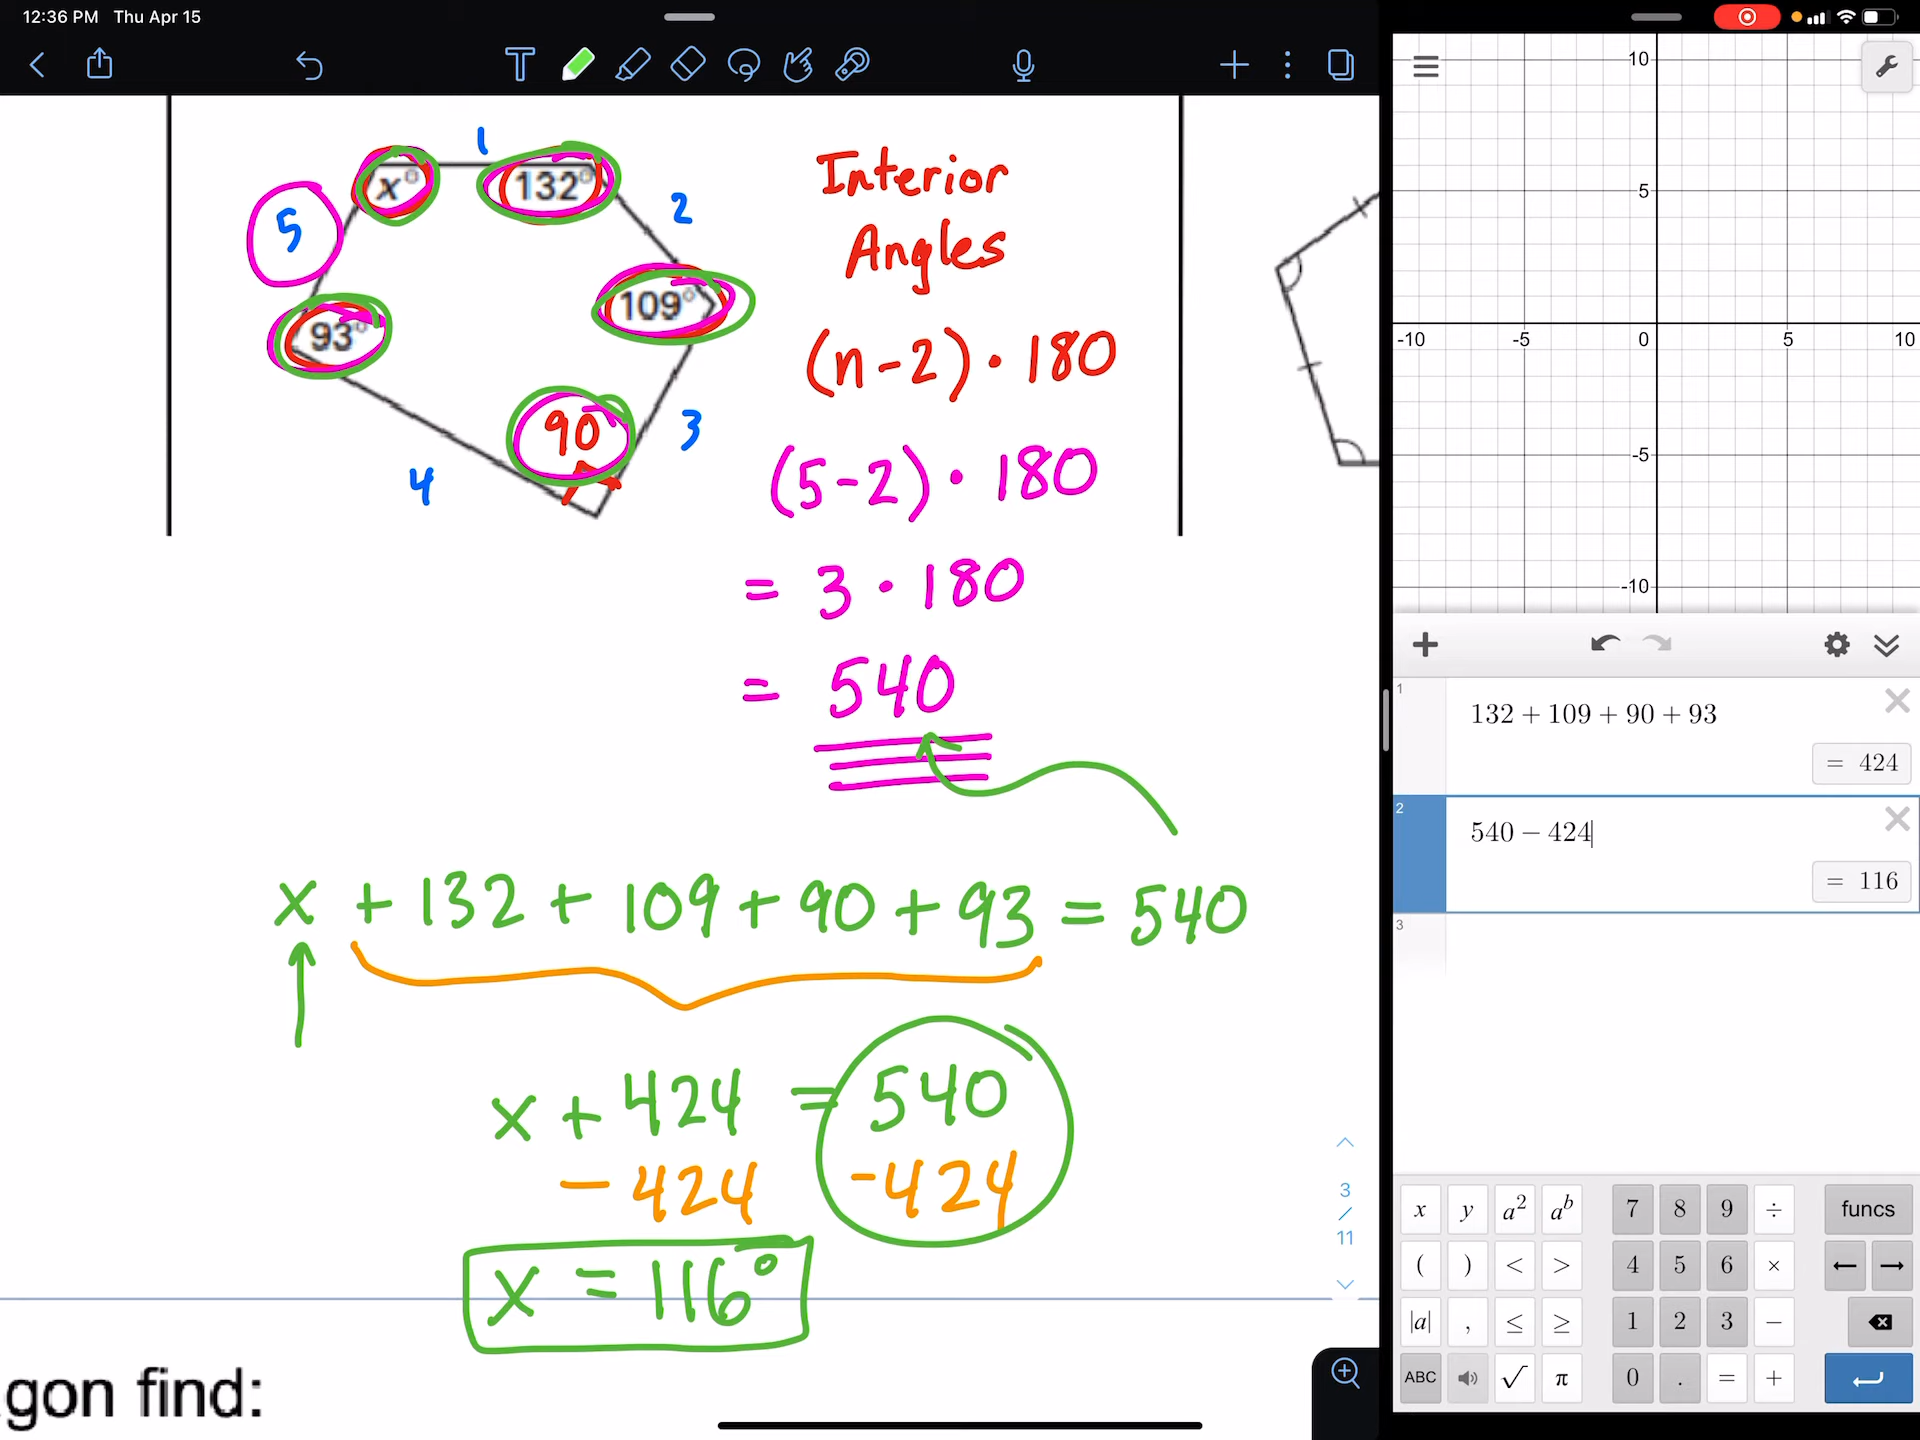 12:36 PM Thu Apr 15
T
1
x°
132°
5
2
93°
109°
90
3
4
Interior
Angles
(n-2) · 180
(5-2) · 180
= 3 · 180
= 540
x + 132 + 109 + 90 + 93 = 540
x + 424 = 540
- 424 -424
x = 116°
gon find:
3
/
11
10
5
-10 -5 0 5 10
-5
-10
1
132 + 109 + 90 + 93
= 424
2
540 − 424
= 116
3
x y a² aᵇ 7 8 9 ÷ funcs
( ) < > 4 5 6 × ← →
|a| , ≤ ≥ 1 2 3 −
ABC √ π 0 . = +